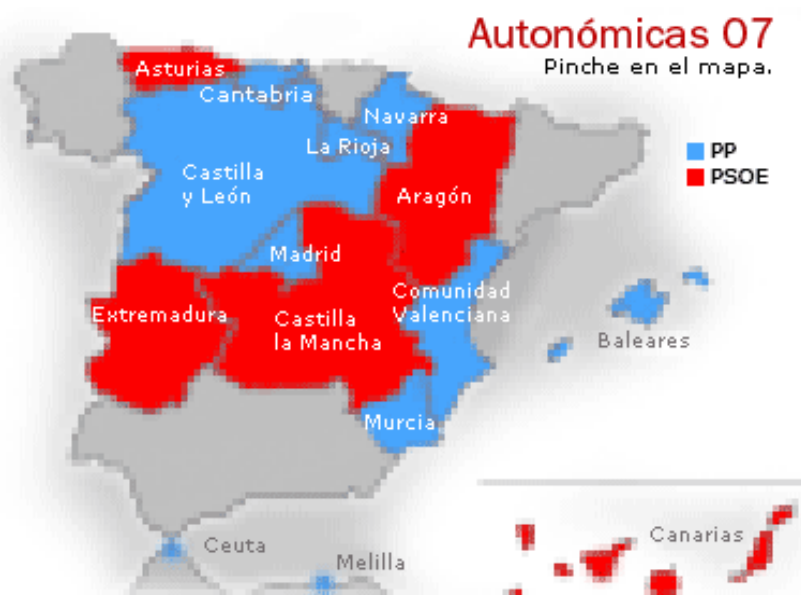 Autonómicas 07
Pinche en el mapa.
Asturias
Cantabria
Navarra
La Rioja
PP
PSOE
Castilla
y León
Aragón
Madrid
Comunidad
Valenciana
Extremadura
Castilla
la Mancha
Baleares
Murcia
Ceuta
Canarias
Melilla